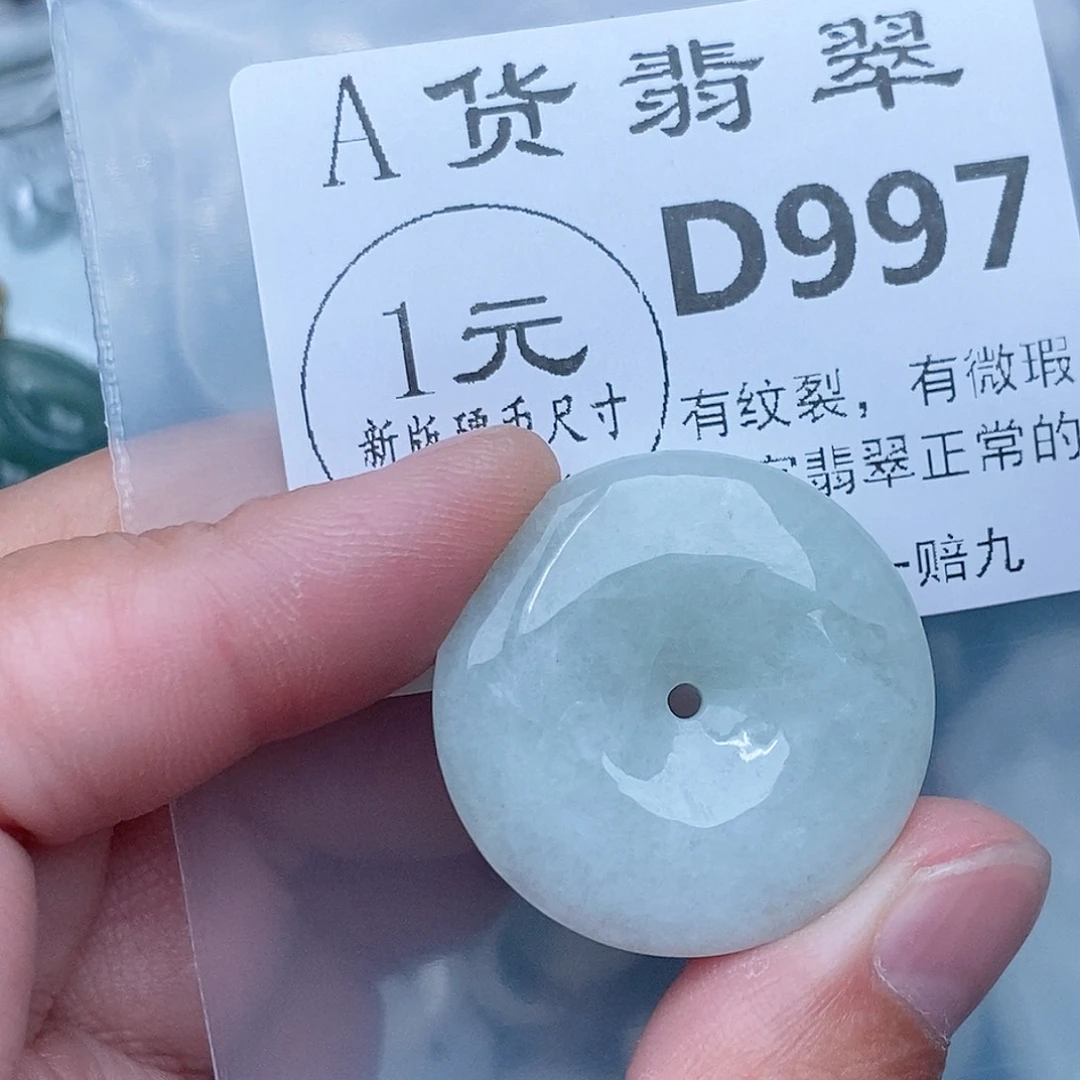 A货翡翠
D997
1元
新版硬币尺寸
有纹裂，有微瑕
翡翠正常的
一赔九